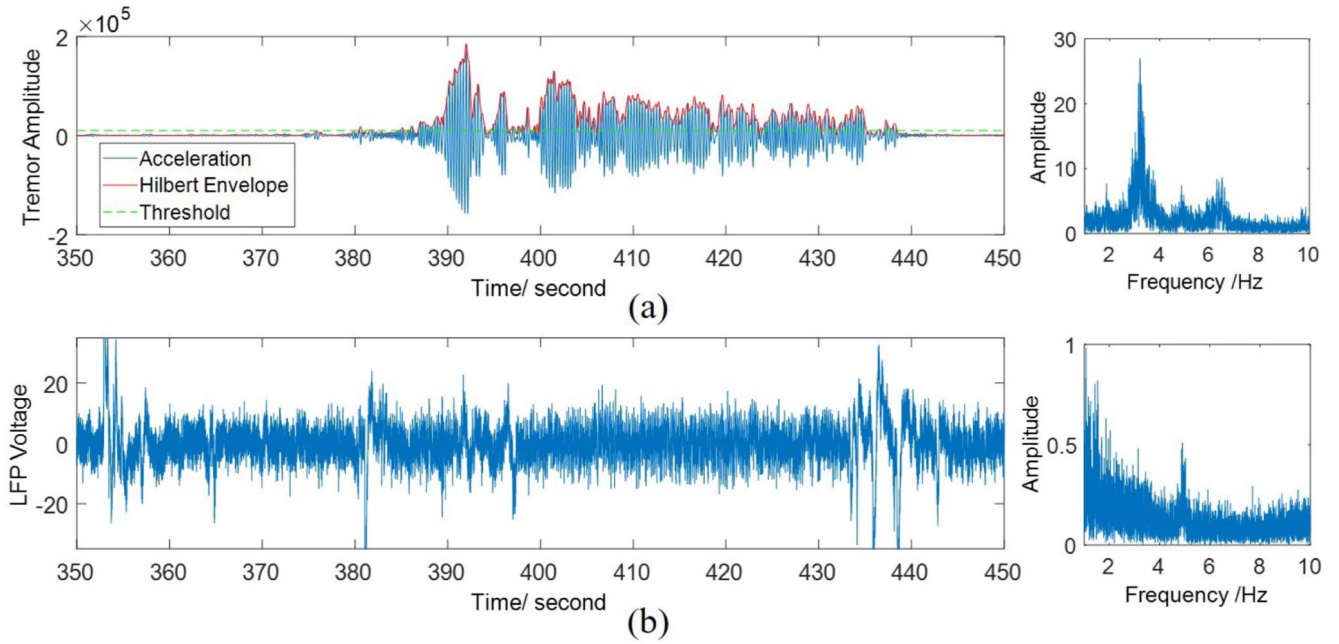 ×10⁵
2
0
-2
Tremor Amplitude
Acceleration
Hilbert Envelope
Threshold
350 360 370 380 390 400 410 420 430 440 450
Time/ second
30
20
10
0
Amplitude
2 4 6 8 10
Frequency /Hz
(a)
20
0
-20
LFP Voltage
350 360 370 380 390 400 410 420 430 440 450
Time/ second
1
0.5
0
Amplitude
2 4 6 8 10
Frequency /Hz
(b)